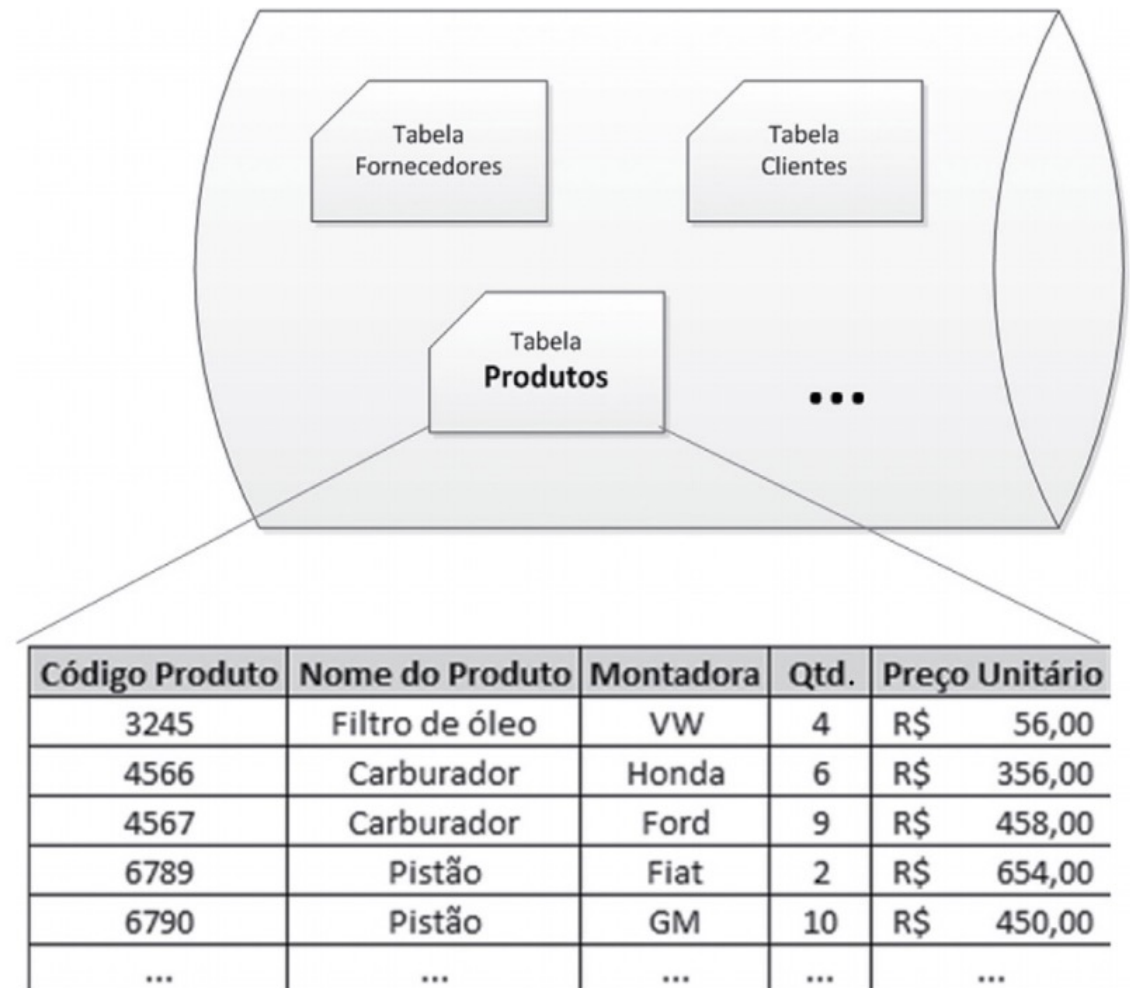 Tabela
Fornecedores
Tabela
Clientes
Tabela
Produtos
...
Código Produto Nome do Produto Montadora Qtd. Preço Unitário
3245 Filtro de óleo VW 4 R$ 56,00
4566 Carburador Honda 6 R$ 356,00
4567 Carburador Ford 9 R$ 458,00
6789 Pistão Fiat 2 R$ 654,00
6790 Pistão GM 10 R$ 450,00
... ... ... ... ...